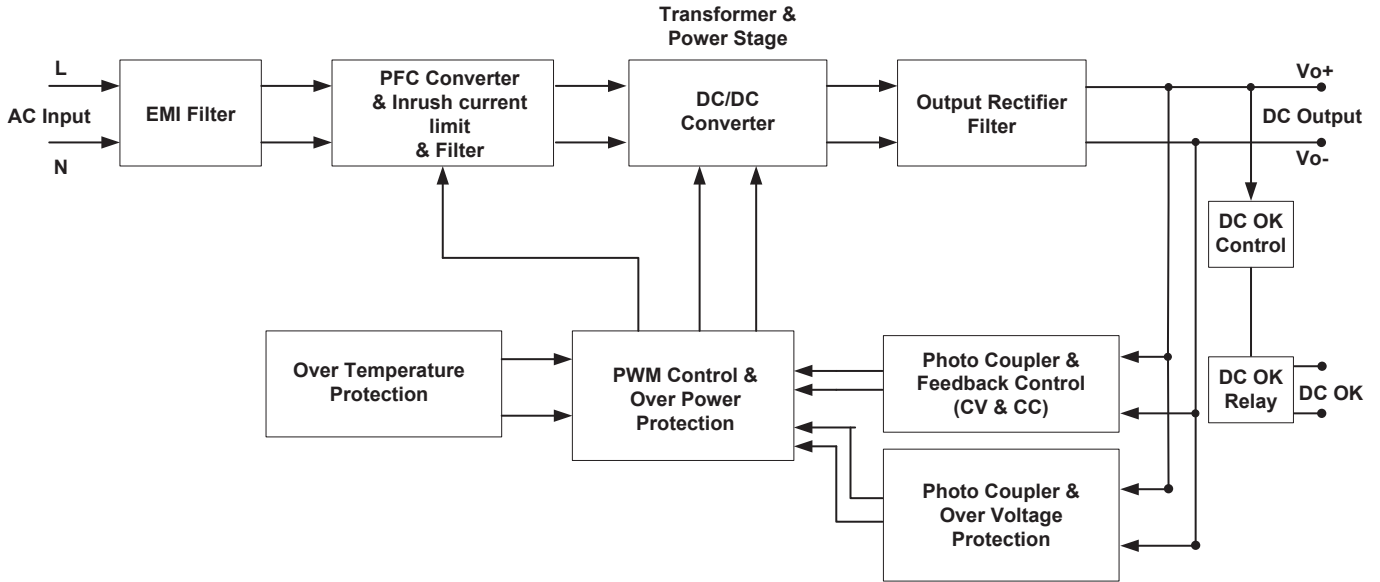 Transformer &
Power Stage
L
AC Input
N
EMI Filter
PFC Converter
& Inrush current
limit
& Filter
DC/DC
Converter
Output Rectifier
Filter
Vo+
DC Output
Vo-
DC OK
Control
Over Temperature
Protection
PWM Control &
Over Power
Protection
Photo Coupler &
Feedback Control
(CV & CC)
DC OK
Relay
DC OK
Photo Coupler &
Over Voltage
Protection